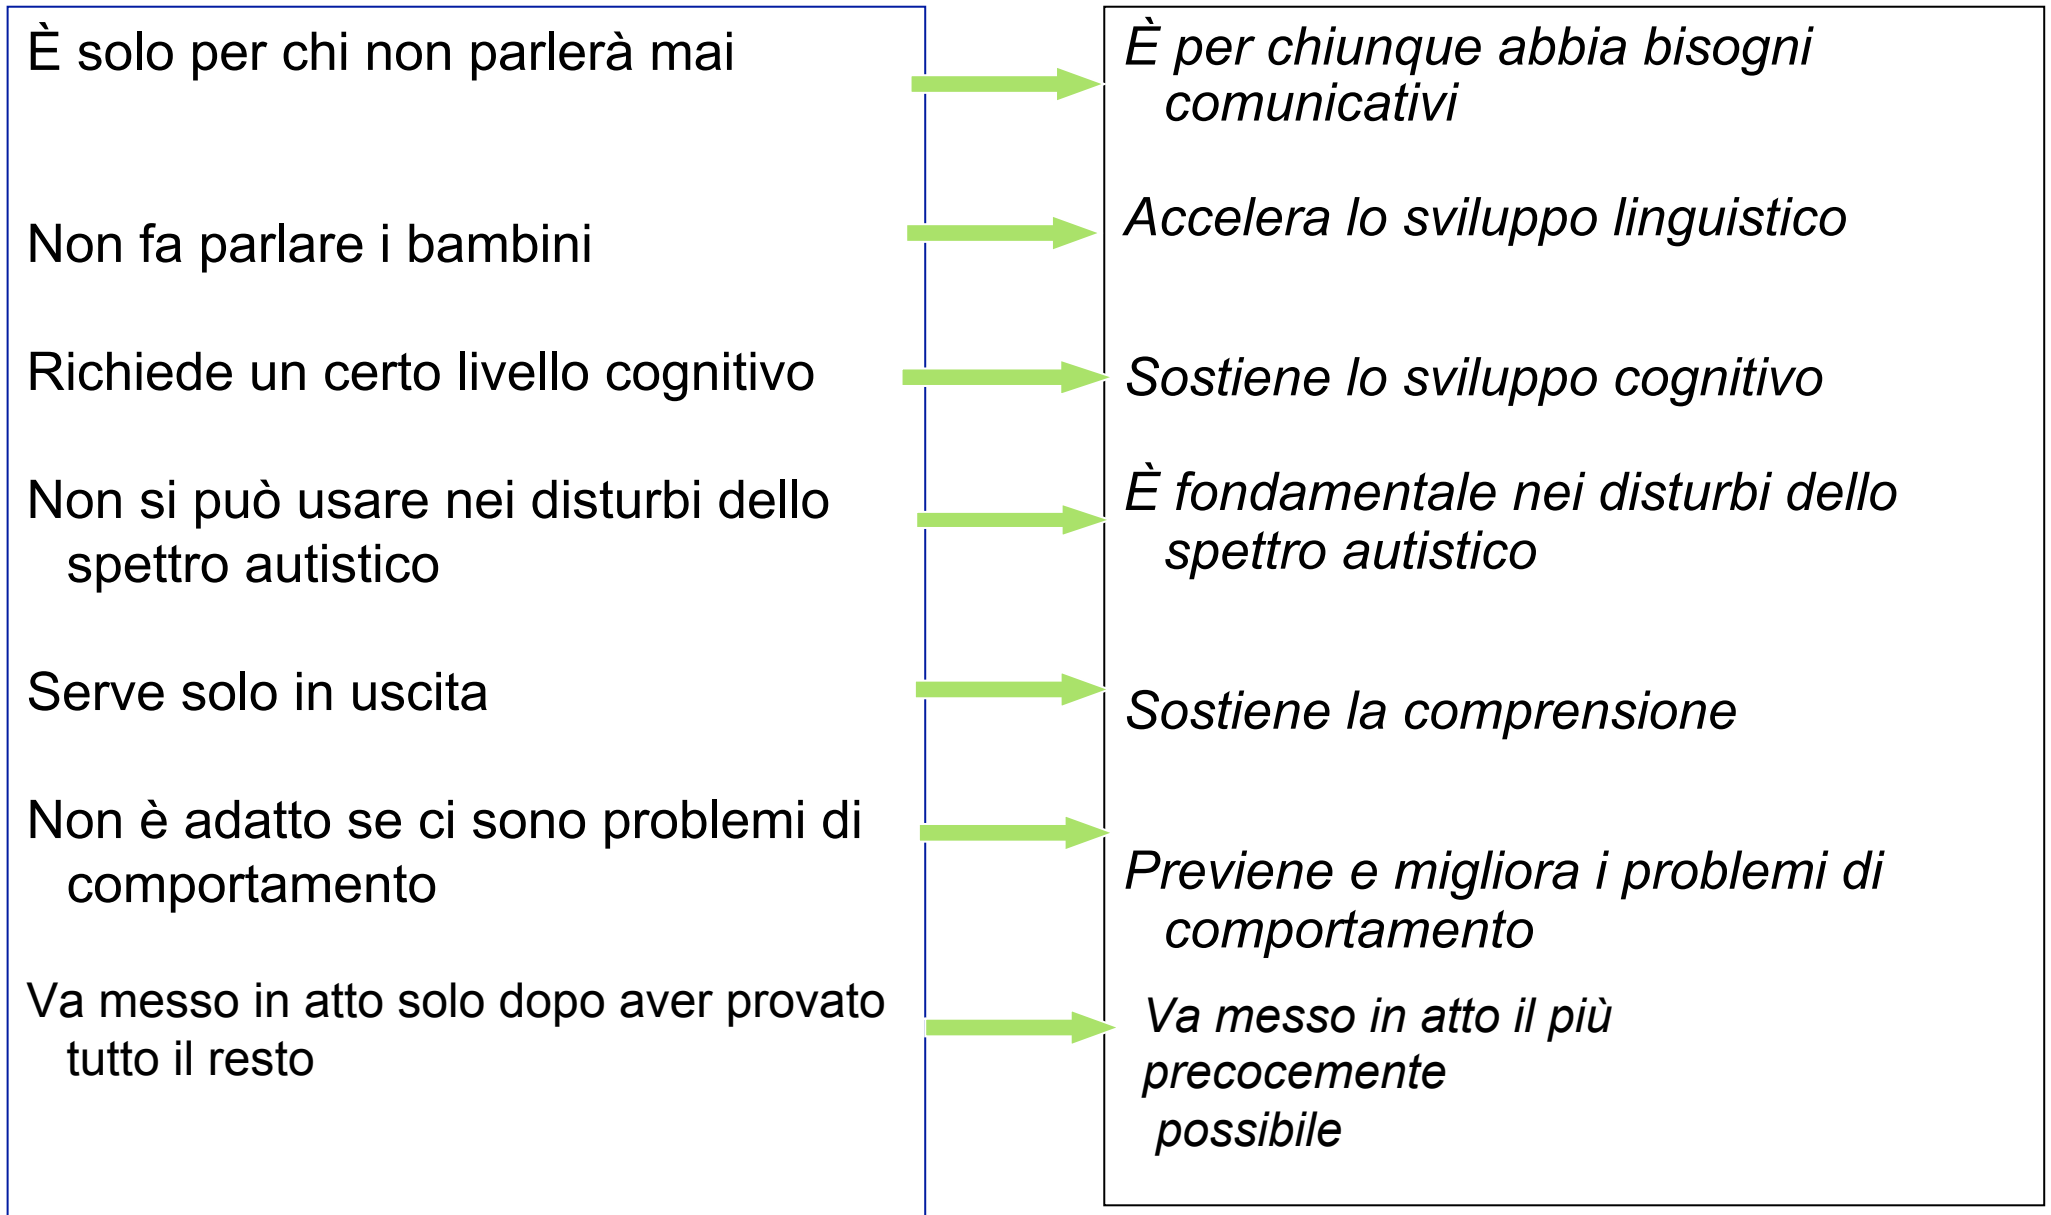 È solo per chi non parlerà mai
Non fa parlare i bambini
Richiede un certo livello cognitivo
Non si può usare nei disturbi dello
spettro autistico
Serve solo in uscita
Non è adatto se ci sono problemi di
comportamento
Va messo in atto solo dopo aver provato
tutto il resto
È per chiunque abbia bisogni
comunicativi
Accelera lo sviluppo linguistico
Sostiene lo sviluppo cognitivo
È fondamentale nei disturbi dello
spettro autistico
Sostiene la comprensione
Previene e migliora i problemi di
comportamento
Va messo in atto il più
precocemente
possibile